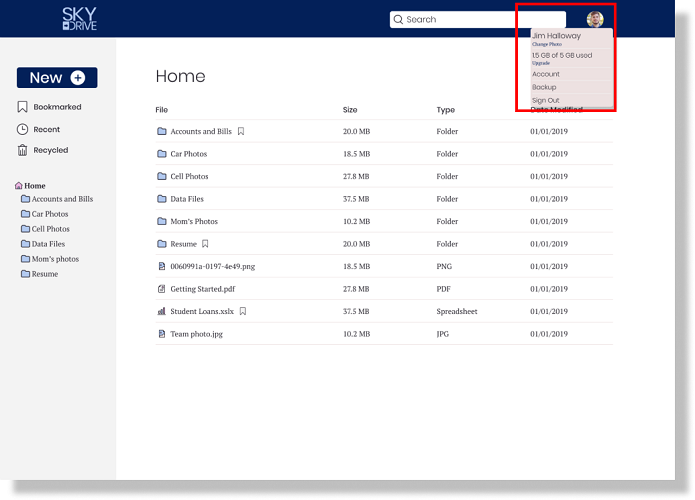 SKY
DRIVE
Search
Jim Halloway
Change Photo
1.5 GB of 5 GB used
Upgrade
Account
Backup
Sign Out
New
Bookmarked
Recent
Recycled
Home
Accounts and Bills
Car Photos
Cell Photos
Data Files
Mom's photos
Resume
Home
File Size Type Date Modified
Accounts and Bills 20.0 MB Folder 01/01/2019
Car Photos 18.5 MB Folder 01/01/2019
Cell Photos 27.8 MB Folder 01/01/2019
Data Files 37.5 MB Folder 01/01/2019
Mom's Photos 10.2 MB Folder 01/01/2019
Resume 20.0 MB Folder 01/01/2019
0060991a-0197-4e49.png 18.5 MB PNG 01/01/2019
Getting Started.pdf 27.8 MB PDF 01/01/2019
Student Loans.xslx 37.5 MB Spreadsheet 01/01/2019
Team photo.jpg 10.2 MB JPG 01/01/2019